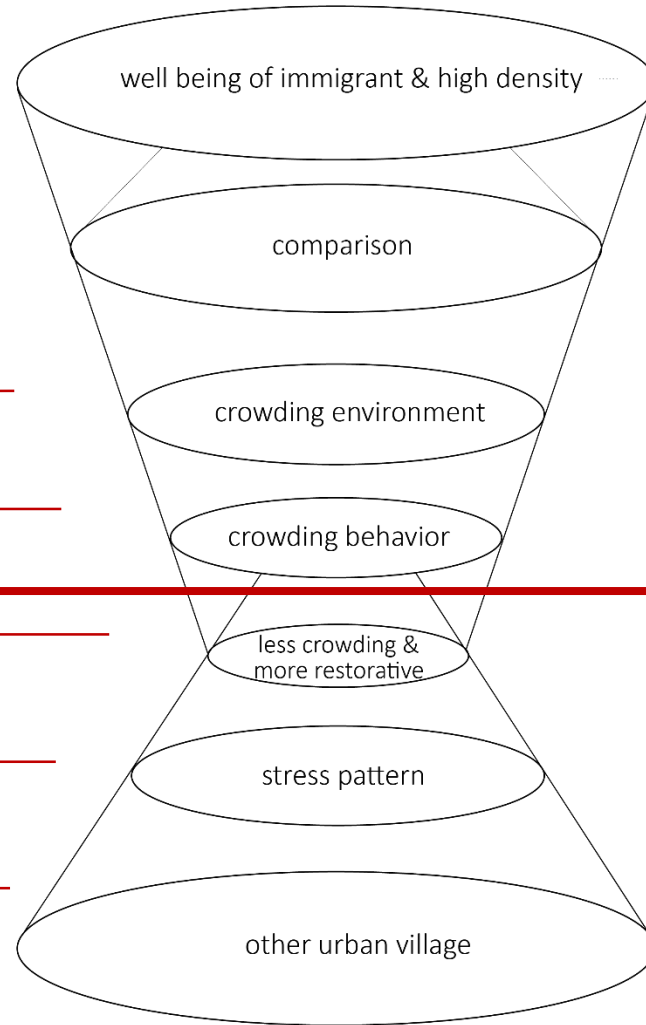 well being of immigrant & high density
comparison
crowding environment
crowding behavior
less crowding &
more restorative
stress pattern
other urban village